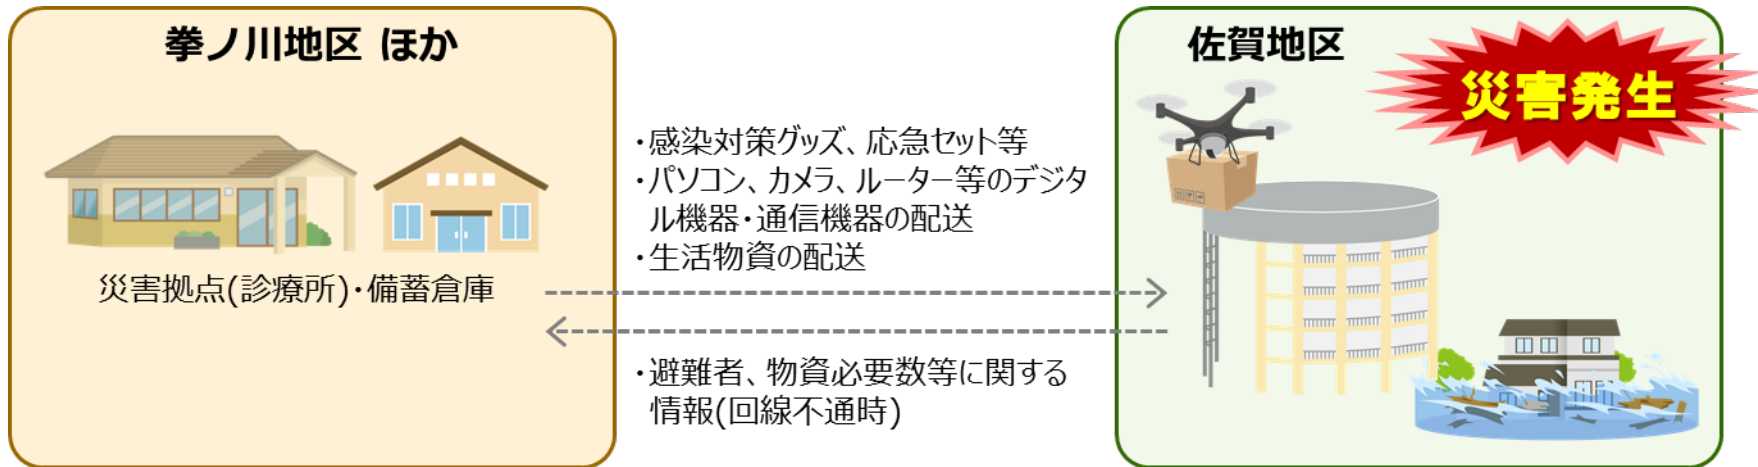 拳ノ川地区 ほか
災害拠点(診療所)・備蓄倉庫
・感染対策グッズ、応急セット等
・パソコン、カメラ、ルーター等のデジタ
ル機器・通信機器の配送
・生活物資の配送
・避難者、物資必要数等に関する
情報(回線不通時)
佐賀地区
災害発生